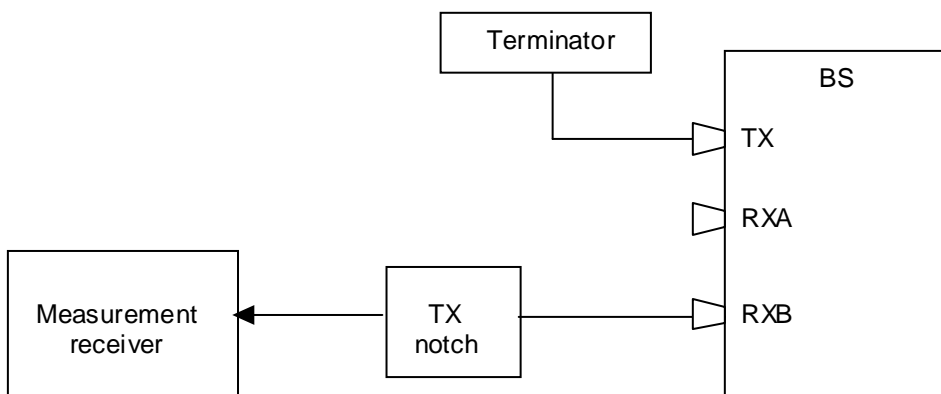 Terminator
BS
TX
RXA
RXB
Measurement
receiver
TX
notch